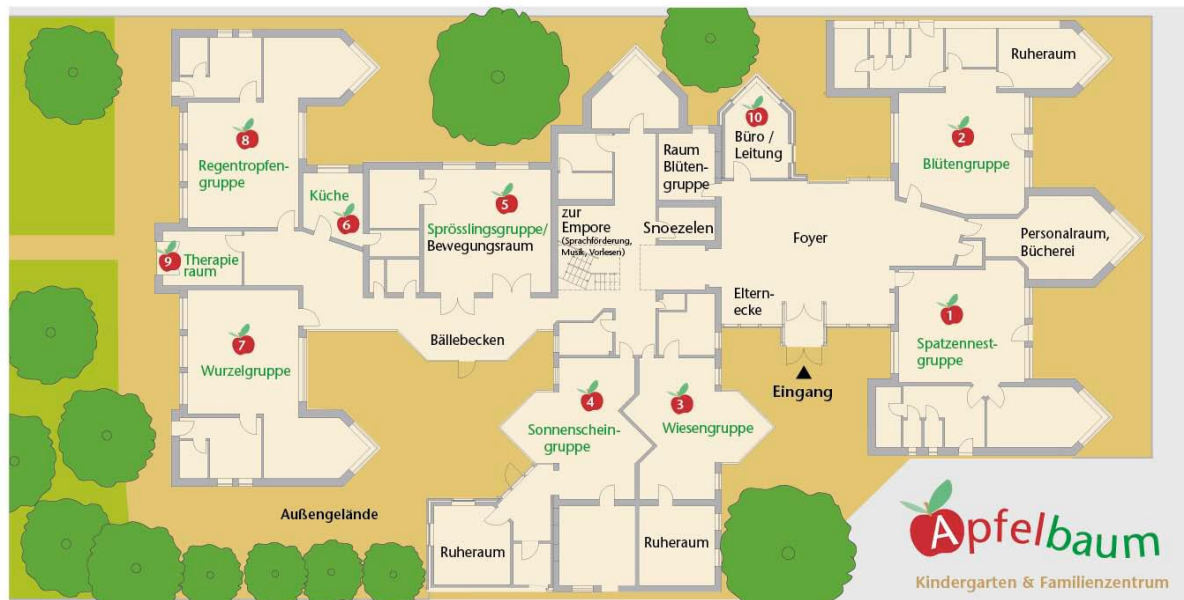 8
Regentropfen-
gruppe
Küche
6
5
Sprösslingsgruppe/
Bewegungsraum
zur
Empore
(Sprachförderung,
Musik, Vorlesen)
Raum
Blüten-
gruppe
Snoezelen
10
Büro /
Leitung
Ruheraum
2
Blütengruppe
Foyer
Personalraum,
Bücherei
9
Therapie
raum
7
Wurzelgruppe
Bällebecken
Eltern-
ecke
1
Spatzennest-
gruppe
Eingang
4
Sonnenschein-
gruppe
3
Wiesengruppe
Außengelände
Ruheraum
Ruheraum
Apfelbaum
Kindergarten & Familienzentrum